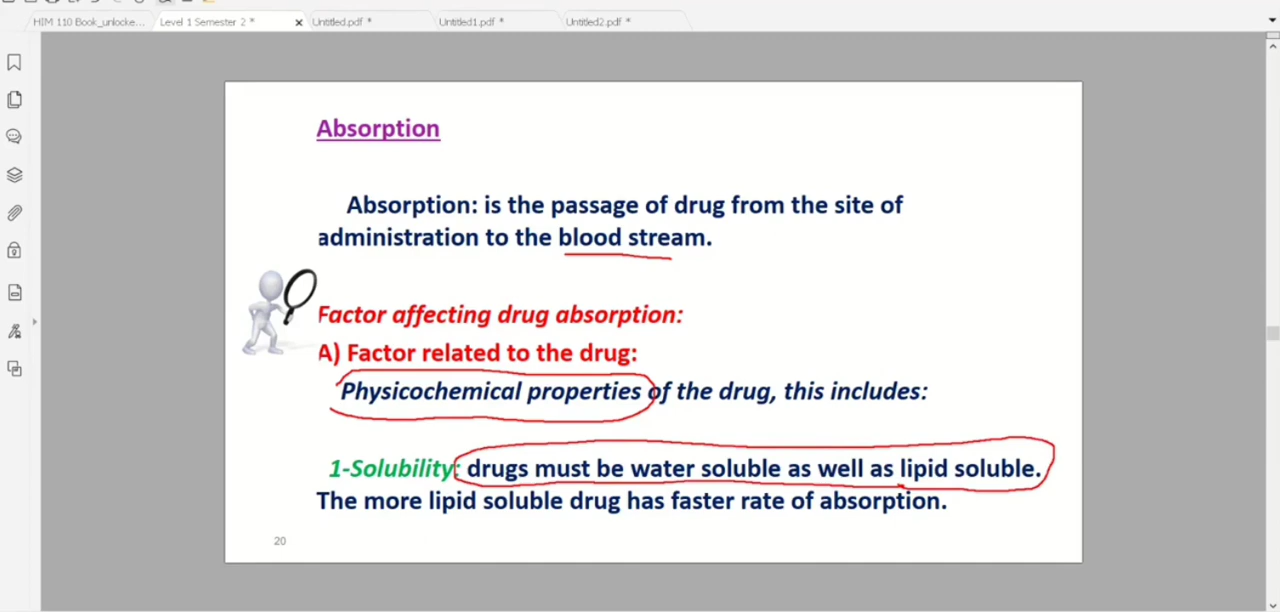 HIM 110 Book_unlocke... Level 1 Semester 2 * Untitled.pdf * Untitled1.pdf * Untitled2.pdf *
Absorption
Absorption: is the passage of drug from the site of
administration to the blood stream.
Factor affecting drug absorption:
A) Factor related to the drug:
Physicochemical properties of the drug, this includes:
1-Solubility: drugs must be water soluble as well as lipid soluble.
The more lipid soluble drug has faster rate of absorption.
20